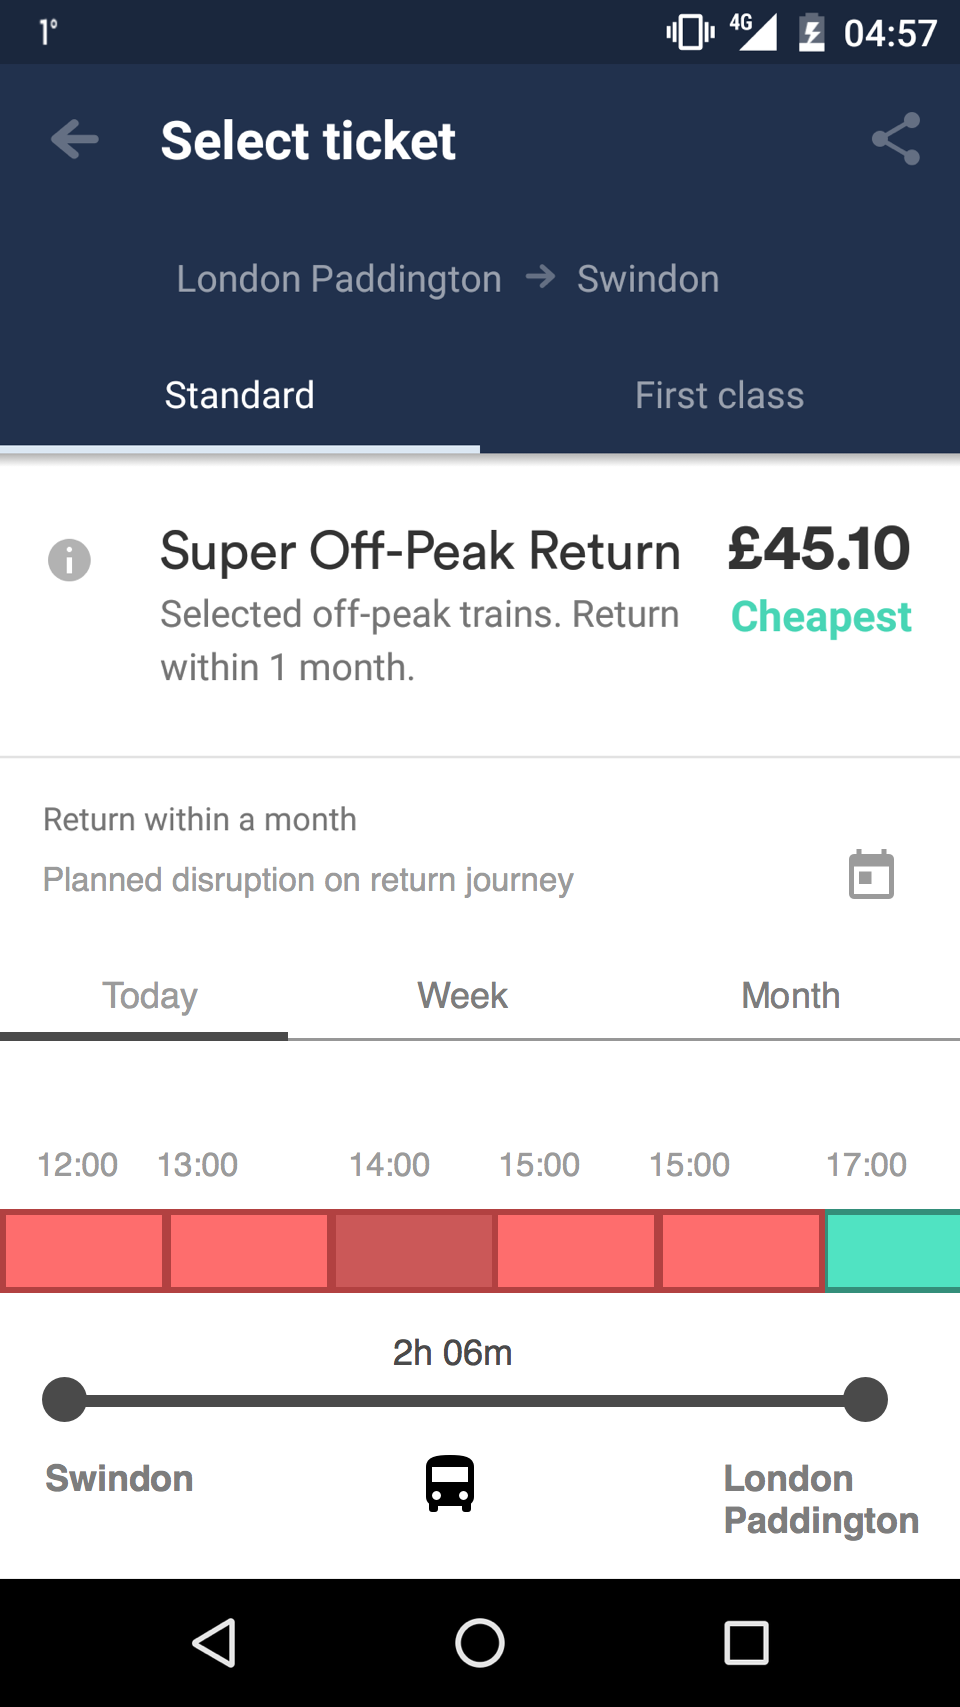 1° 4G 04:57
Select ticket
London Paddington → Swindon
Standard First class
Super Off-Peak Return £45.10
Selected off-peak trains. Return Cheapest
within 1 month.
Return within a month
Planned disruption on return journey
Today Week Month
12:00 13:00 14:00 15:00 15:00 17:00
2h 06m
Swindon London
Paddington